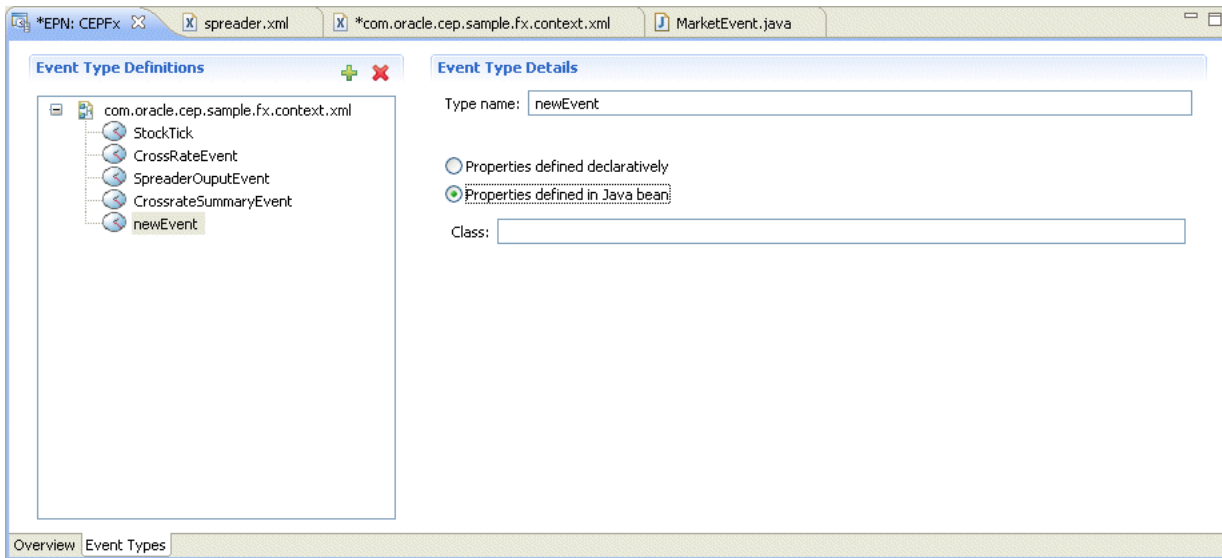 *EPN: CEPFx spreader.xml *com.oracle.cep.sample.fx.context.xml MarketEvent.java
Event Type Definitions
com.oracle.cep.sample.fx.context.xml
StockTick
CrossRateEvent
SpreaderOuputEvent
CrossrateSummaryEvent
newEvent
Event Type Details
Type name: newEvent
Properties defined declaratively
Properties defined in Java bean
Class:
Overview Event Types